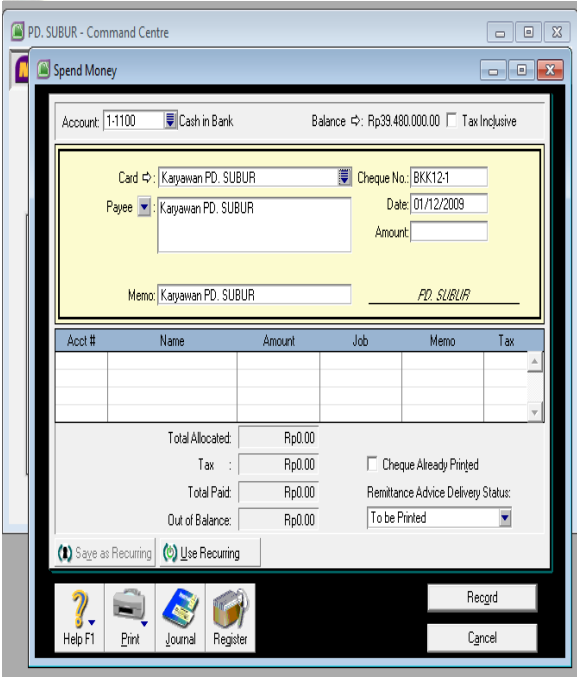 PD. SUBUR - Command Centre
Spend Money
Account: 1-1100 Cash in Bank Balance ⇨: Rp39.480.000.00 Tax Inclusive
Card ⇨: Karyawan PD. SUBUR Cheque No.: BKK12-1
Payee : Karyawan PD. SUBUR Date: 01/12/2009
Amount:
Memo: Karyawan PD. SUBUR PD. SUBUR
Acct # Name Amount Job Memo Tax
Total Allocated: Rp0.00
Tax : Rp0.00 Cheque Already Printed
Total Paid: Rp0.00 Remittance Advice Delivery Status:
Out of Balance: Rp0.00 To be Printed
Save as Recurring Use Recurring
Record
Help F1 Print Journal Register Cancel